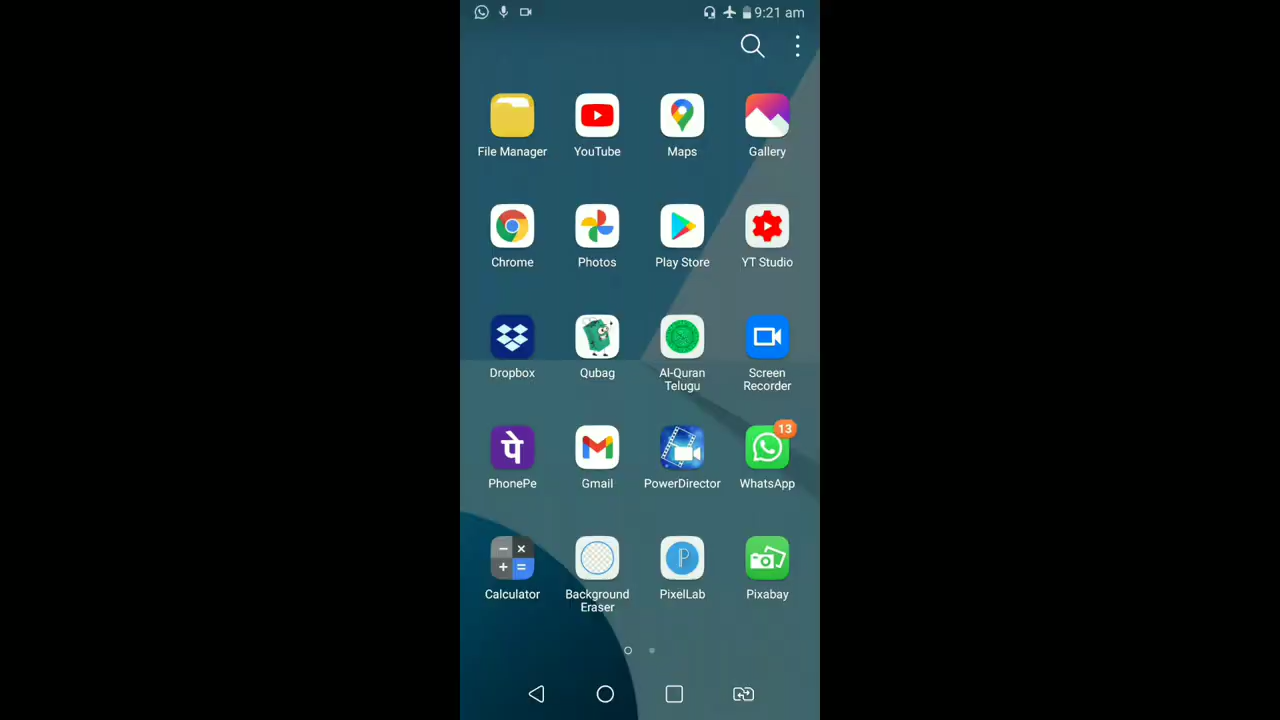 9:21 am
File Manager
YouTube
Maps
Gallery
Chrome
Photos
Play Store
YT Studio
Dropbox
Qubag
Al-Quran
Telugu
Screen
Recorder
पे
13
PhonePe
Gmail
PowerDirector
WhatsApp
Calculator
Background
Eraser
P
PixelLab
Pixabay